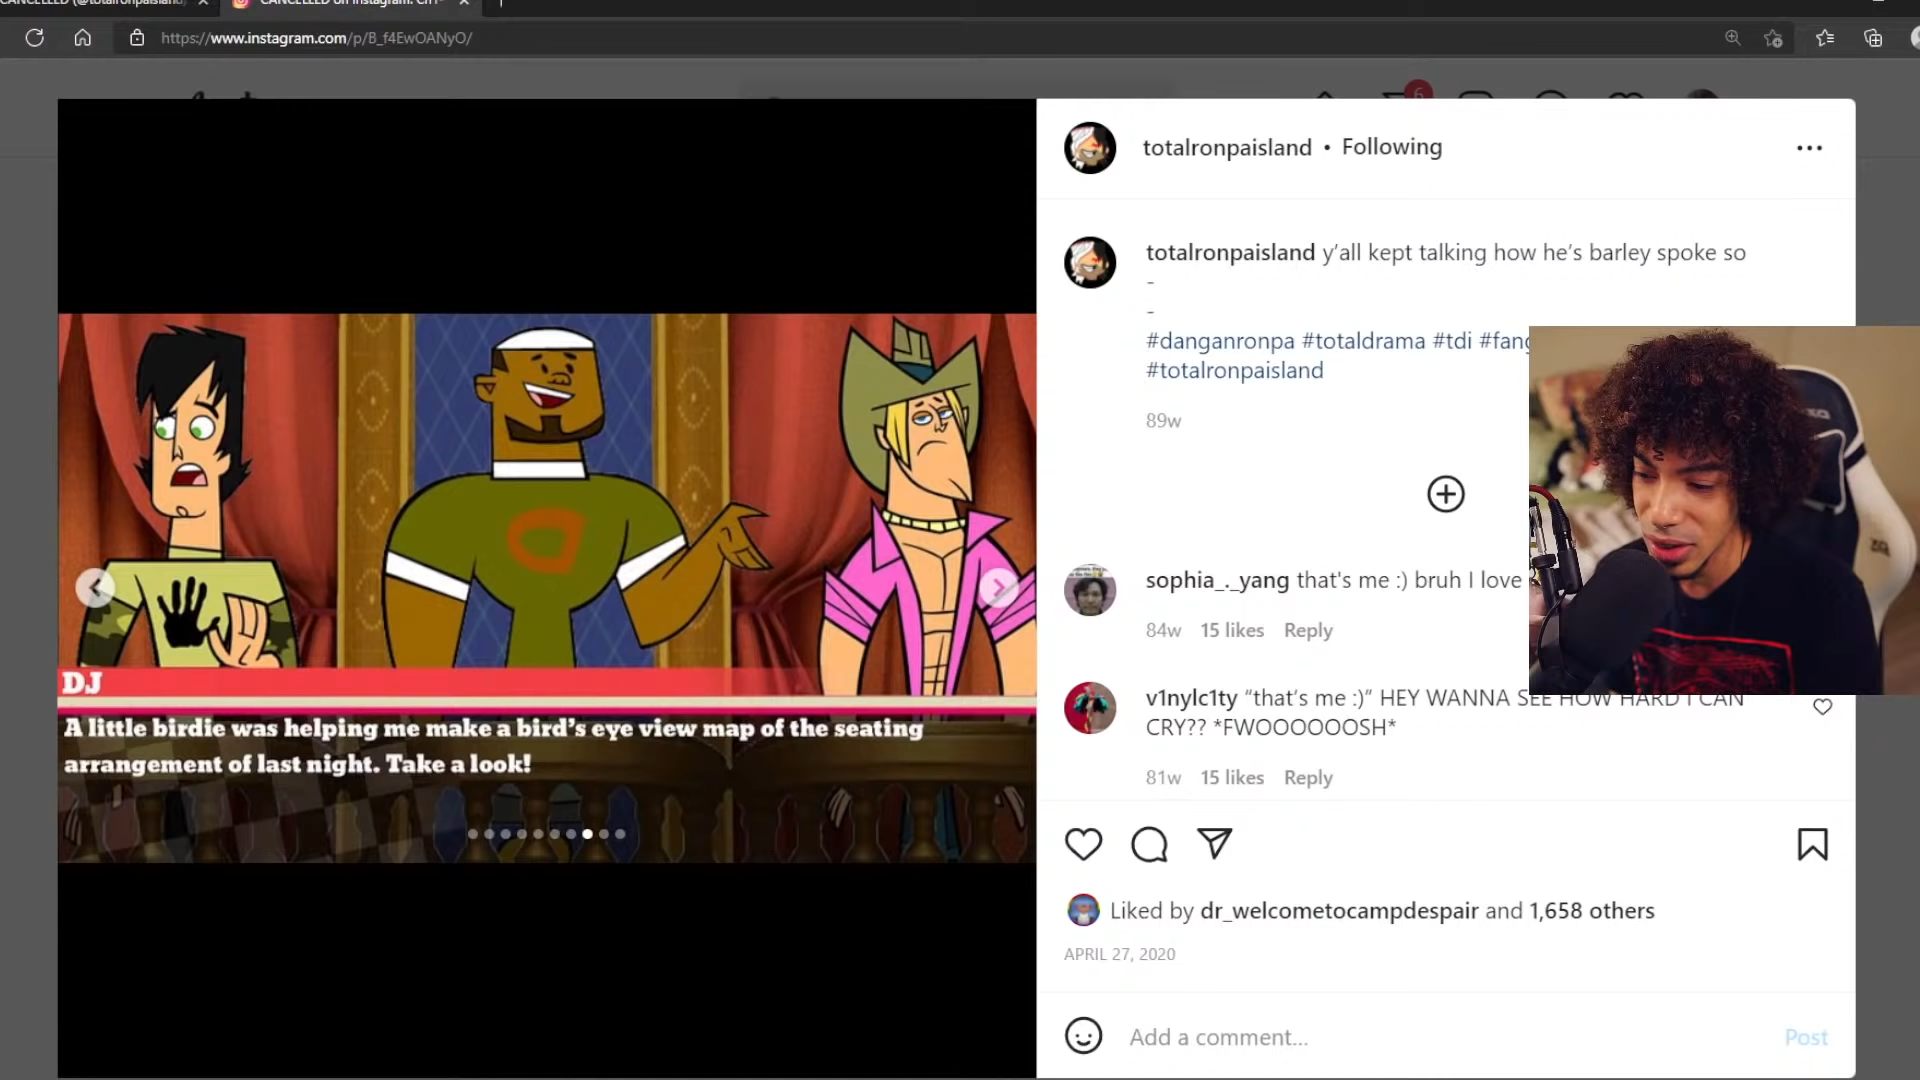 https://www.instagram.com/p/B_f4EwOANyO/
6
totalronpaisland • Following
totalronpaisland y'all kept talking how he's barley spoke so
-
-
#danganronpa #totaldrama #tdi
#totalronpaisland
89w
sophia_._yang that's me :) bruh I love
84w 15 likes Reply
v1nylc1ty “that's me :)” HEY WANNA SEE HOW HARD I CAN
CRY?? *FWOOOOOOSH*
81w 15 likes Reply
DJ
A little birdie was helping me make a bird's eye view map of the seating
arrangement of last night. Take a look!
Liked by dr_welcometocampdespair and 1,658 others
APRIL 27, 2020
Add a comment...
Post